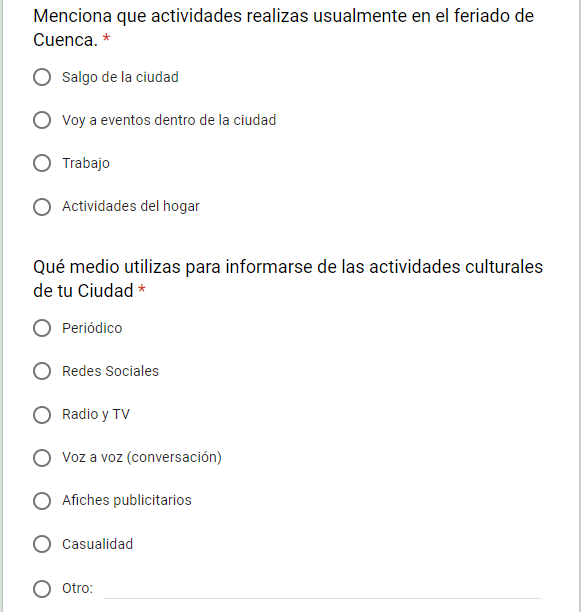 Menciona que actividades realizas usualmente en el feriado de
Cuenca. *
Salgo de la ciudad
Voy a eventos dentro de la ciudad
Trabajo
Actividades del hogar
Qué medio utilizas para informarse de las actividades culturales
de tu Ciudad *
Periódico
Redes Sociales
Radio y TV
Voz a voz (conversación)
Afiches publicitarios
Casualidad
Otro: